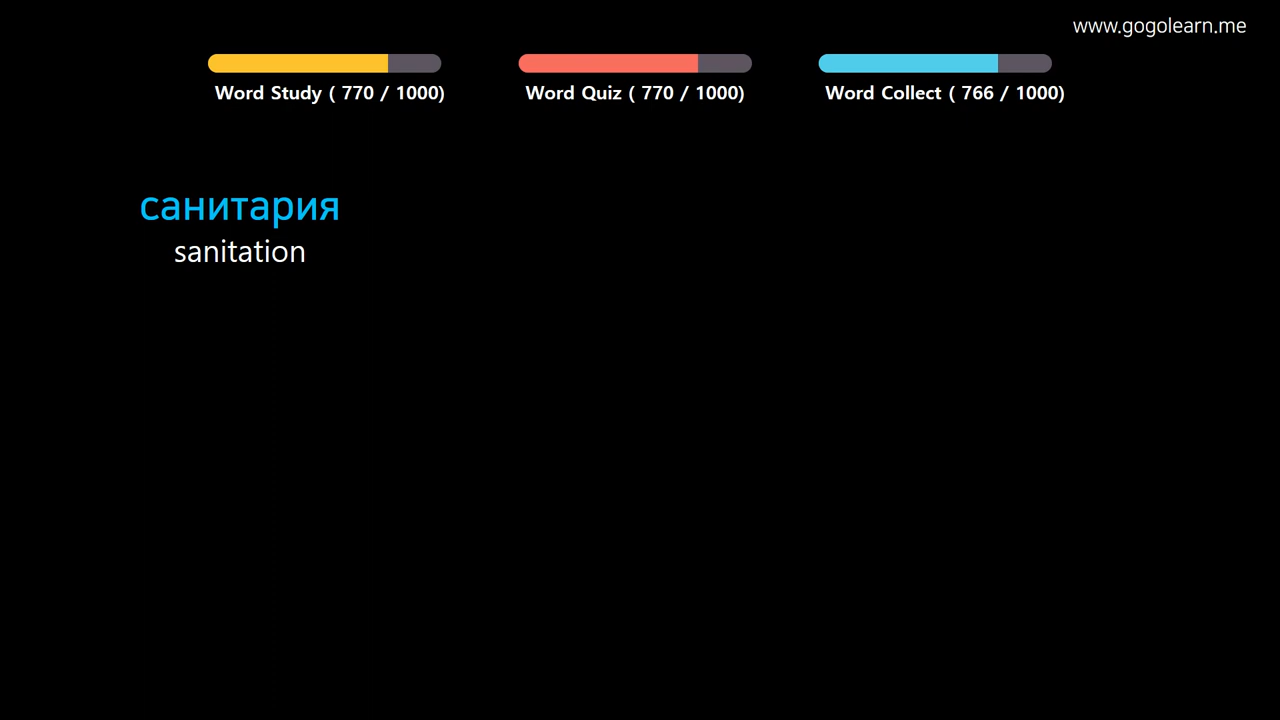 www.gogolearn.me
Word Study ( 770 / 1000)
Word Quiz ( 770 / 1000)
Word Collect ( 766 / 1000)
санитария
sanitation